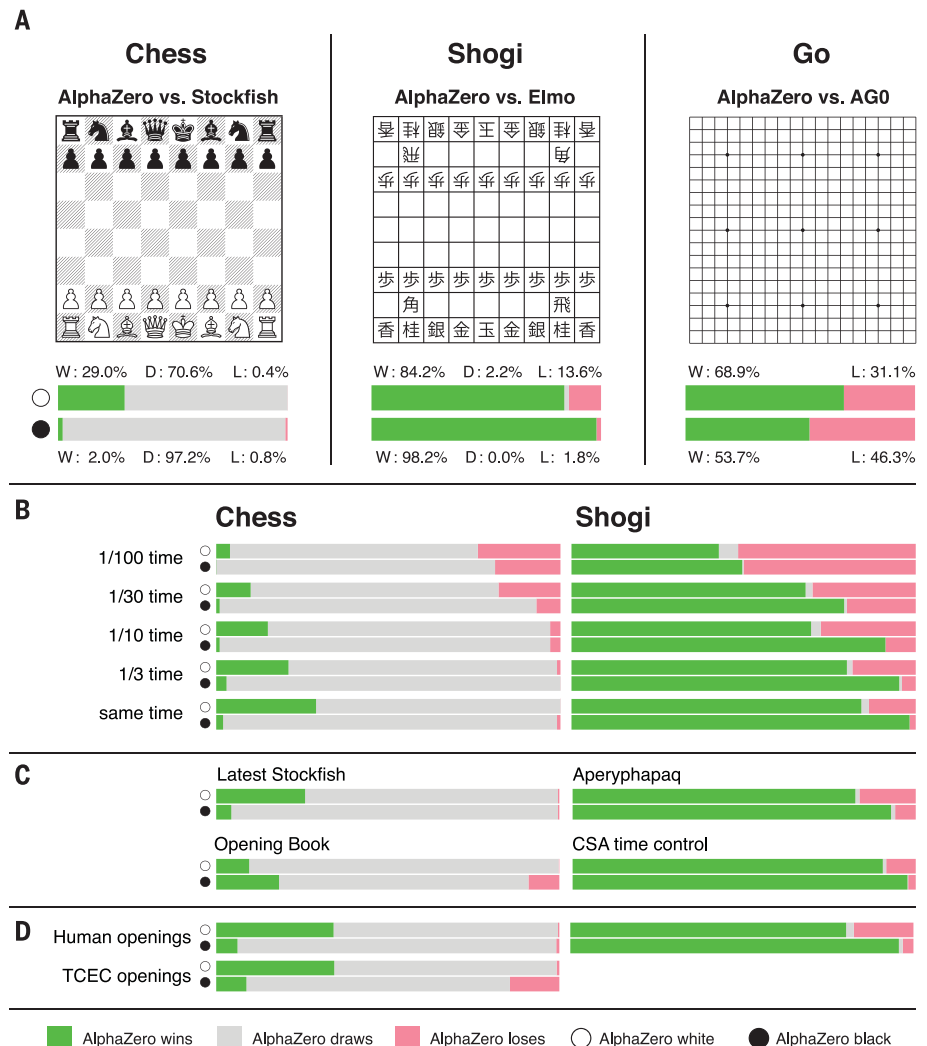 A
Chess
Shogi
Go
AlphaZero vs. Stockfish
AlphaZero vs. Elmo
AlphaZero vs. AG0
香桂銀金玉金銀桂香
飛 角
歩歩歩歩歩歩歩歩歩
歩歩歩歩歩歩歩歩歩
角 飛
香桂銀金玉金銀桂香
W: 29.0% D: 70.6% L: 0.4%
W: 84.2% D: 2.2% L: 13.6%
W: 68.9% L: 31.1%
W: 2.0% D: 97.2% L: 0.8%
W: 98.2% D: 0.0% L: 1.8%
W: 53.7% L: 46.3%
B
Chess
Shogi
1/100 time
1/30 time
1/10 time
1/3 time
same time
C
Latest Stockfish
Aperyphapaq
Opening Book
CSA time control
D
Human openings
TCEC openings
AlphaZero wins
AlphaZero draws
AlphaZero loses
AlphaZero white
AlphaZero black